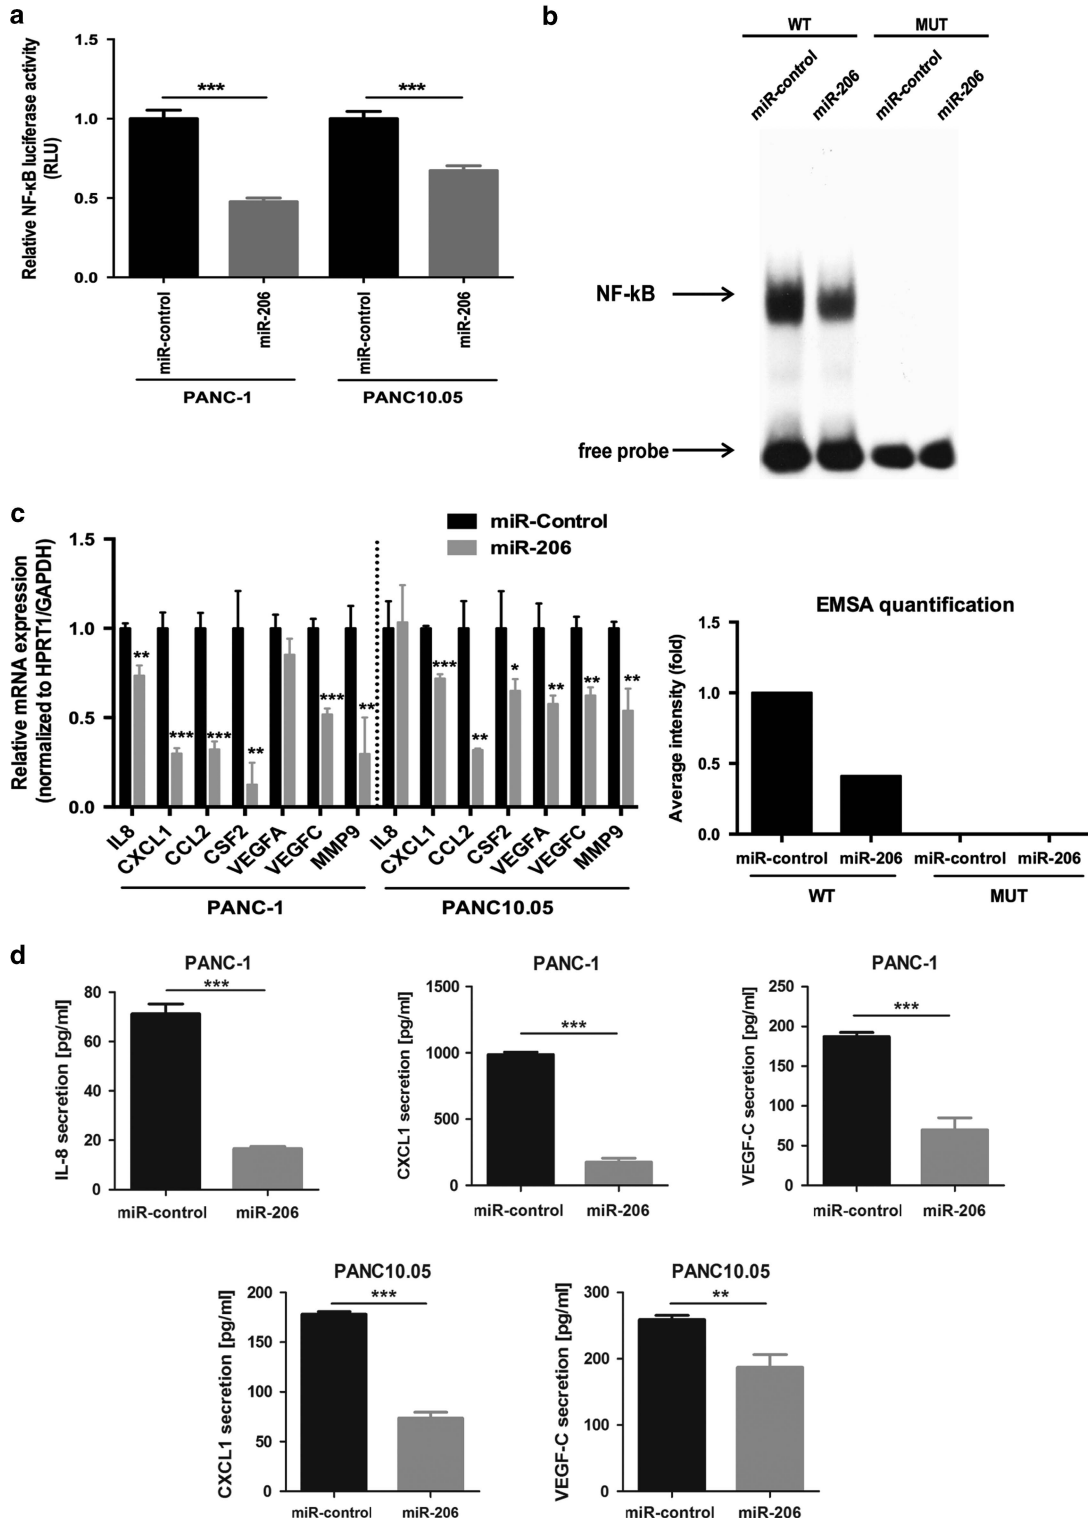 a
Relative NF-κB luciferase activity
(RLU)
1.5
1.0
0.5
0.0
***
***
miR-control
miR-206
miR-control
miR-206
PANC-1
PANC10.05
b
WT
MUT
miR-control
miR-206
miR-control
miR-206
NF-kB
free probe
c
miR-Control
miR-206
Relative mRNA expression
(normalized to HPRT1/GAPDH)
1.5
1.0
0.5
0.0
**
***
***
**
***
**
***
**
*
**
**
**
IL8
CXCL1
CCL2
CSF2
VEGFA
VEGFC
MMP9
IL8
CXCL1
CCL2
CSF2
VEGFA
VEGFC
MMP9
PANC-1
PANC10.05
EMSA quantification
Average intensity (fold)
1.5
1.0
0.5
0.0
miR-control
miR-206
miR-control
miR-206
WT
MUT
d
PANC-1
IL-8 secretion [pg/ml]
80
60
40
20
0
***
miR-control
miR-206
PANC-1
CXCL1 secretion [pg/ml]
1500
1000
500
0
***
miR-control
miR-206
PANC-1
VEGF-C secretion [pg/ml]
250
200
150
100
50
0
***
miR-control
miR-206
PANC10.05
CXCL1 secretion [pg/ml]
200
150
100
50
0
***
miR-control
miR-206
PANC10.05
VEGF-C secretion [pg/ml]
300
200
100
0
**
miR-control
miR-206